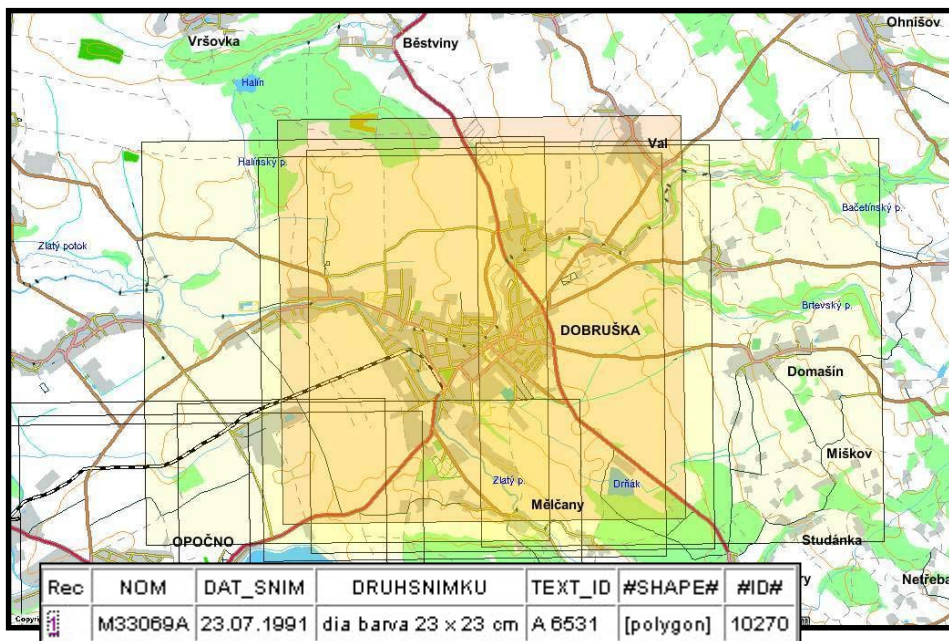 Ohnišov
Vršovka
Běstviny
Halín
Val
Halínský p.
Bačetínský p.
Zlatý potok
Brtevský p.
DOBRUŠKA
Domašín
Miškov
Zlatý p.
Drňák
Mělčany
Studánka
OPOČNO
ry
Netřeba
Rec NOM DAT_SNIM DRUHSNIMKU TEXT_ID #SHAPE# #ID#
1 M33069A 23.07.1991 dia barva 23 x 23 cm A 6531 [polygon] 10270